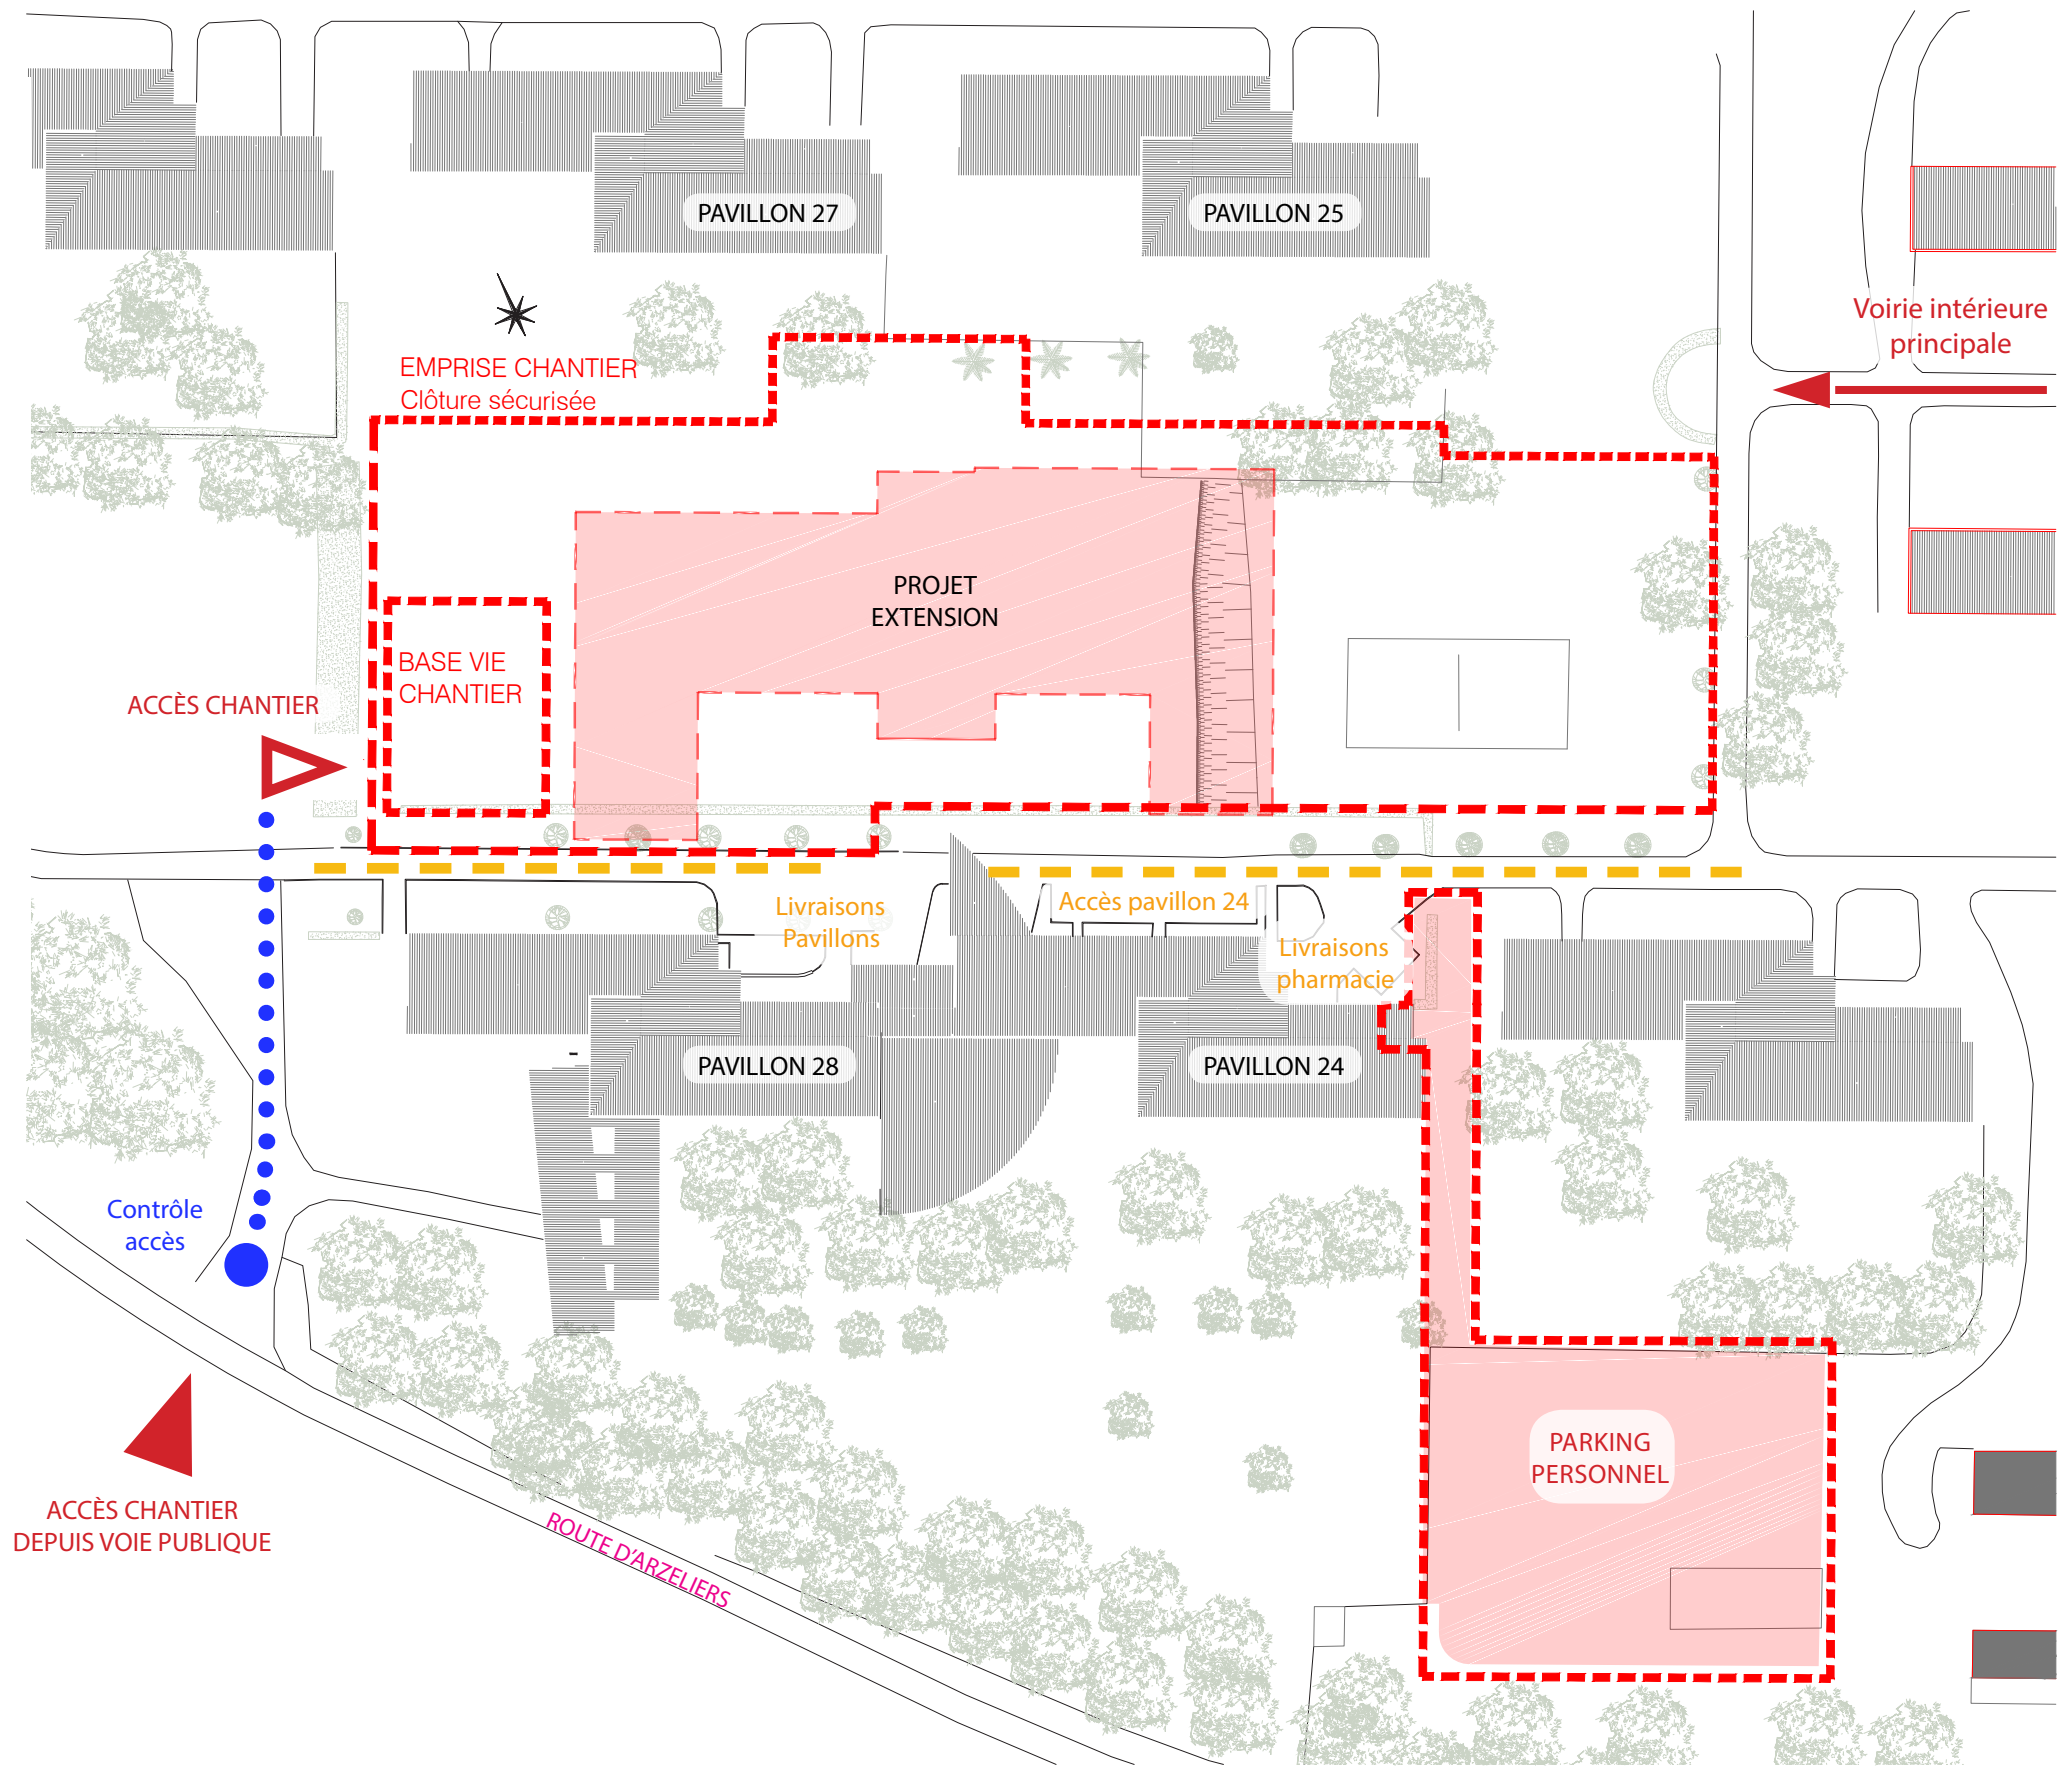 PAVILLON 27
PAVILLON 25
Voirie intérieure
principale
EMPRISE CHANTIER
Clôture sécurisée
PROJET
EXTENSION
BASE VIE
CHANTIER
ACCÈS CHANTIER
Livraisons
Pavillons
Accès pavillon 24
Livraisons
pharmacie
PAVILLON 28
PAVILLON 24
Contrôle
accès
PARKING
PERSONNEL
ACCÈS CHANTIER
DEPUIS VOIE PUBLIQUE
ROUTE D'ARZELIERS